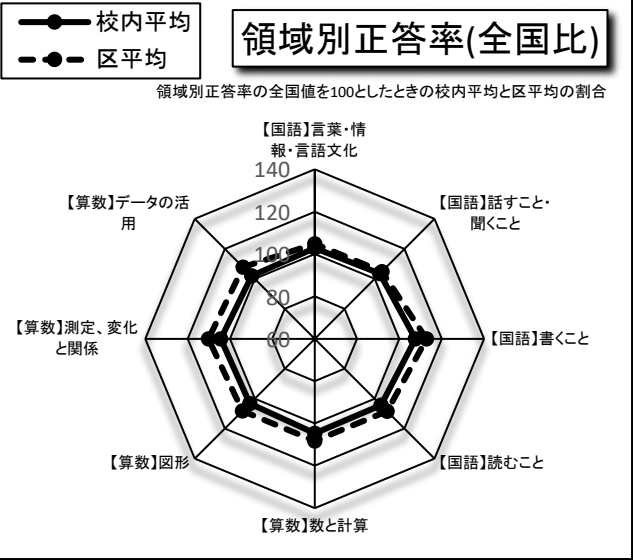 校内平均
区平均
領域別正答率(全国比)
領域別正答率の全国値を100としたときの校内平均と区平均の割合
【国語】言葉・情
報・言語文化
【国語】話すこと・
聞くこと
【国語】書くこと
【国語】読むこと
【算数】数と計算
【算数】図形
【算数】測定、変化
と関係
【算数】データの活
用
140
120
100
80
60